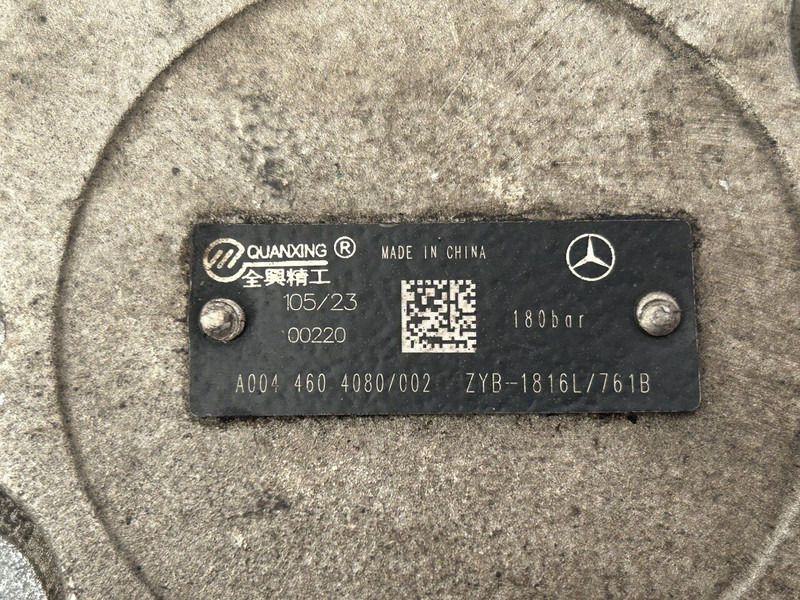 QUANXING ® MADE IN CHINA
全興精工
105/23
00220
180bar
A004 460 4080/002 ZYB-1816L/761B